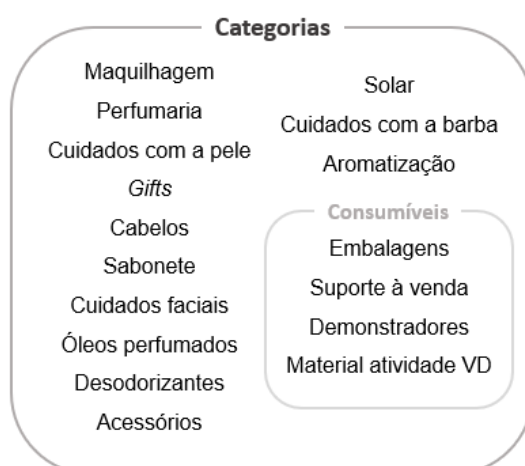 Categorias
Maquilhagem
Perfumaria
Cuidados com a pele
Gifts
Cabelos
Sabonete
Cuidados faciais
Óleos perfumados
Desodorizantes
Acessórios
Solar
Cuidados com a barba
Aromatização
Consumíveis
Embalagens
Suporte à venda
Demonstradores
Material atividade VD